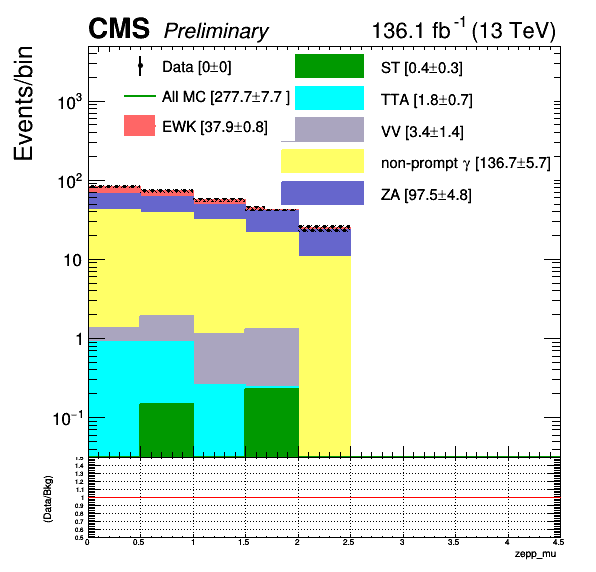 CMS Preliminary 136.1 fb⁻¹ (13 TeV)
Events/bin
Data [0±0]
All MC [277.7±7.7 ]
EWK [37.9±0.8]
ST [0.4±0.3]
TTA [1.8±0.7]
VV [3.4±1.4]
non-prompt γ [136.7±5.7]
ZA [97.5±4.8]
10³
10²
10
1
10⁻¹
(Data/Bkg)
1.5
1.4
1.3
1.2
1.1
1
0.9
0.8
0.7
0.6
0.5
0 0.5 1 1.5 2 2.5 3 3.5 4 4.5
zepp_mu